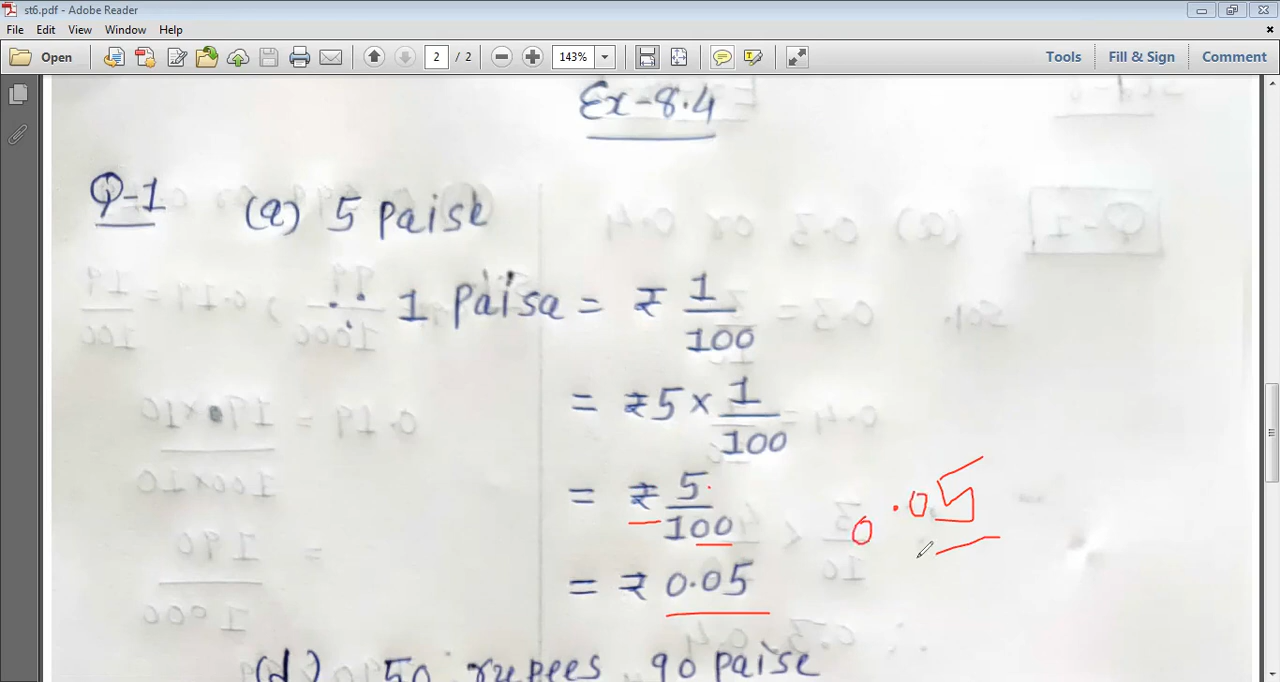 st6.pdf - Adobe Reader
File Edit View Window Help
Open 2 / 2 143% Tools Fill & Sign Comment
Ex-8.4
Q-1 (a) 5 Paise
∵ 1 Paisa = ₹ 1/100
= ₹5 × 1/100
= ₹ 5/100
0.05
= ₹ 0.05
(d) 50 rupees 90 paise